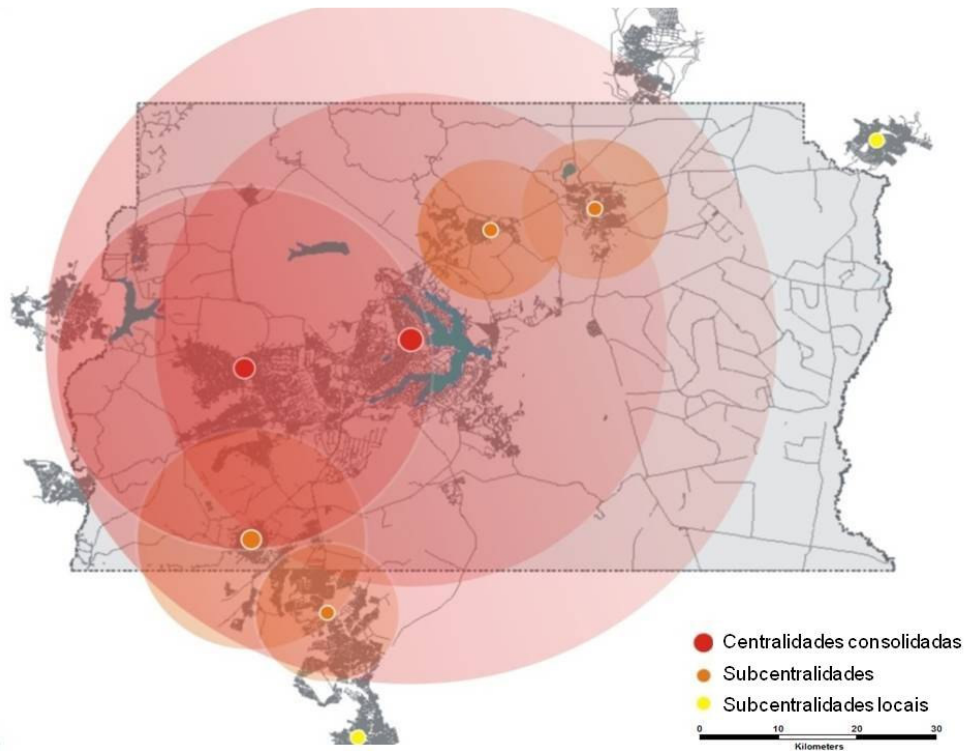 Centralidades consolidadas
Subcentralidades
Subcentralidades locais
0 10 20 30
Kilometers